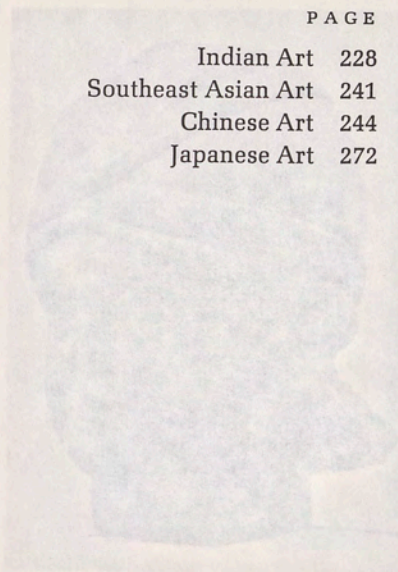 PAGE
Indian Art 228
Southeast Asian Art 241
Chinese Art 244
Japanese Art 272